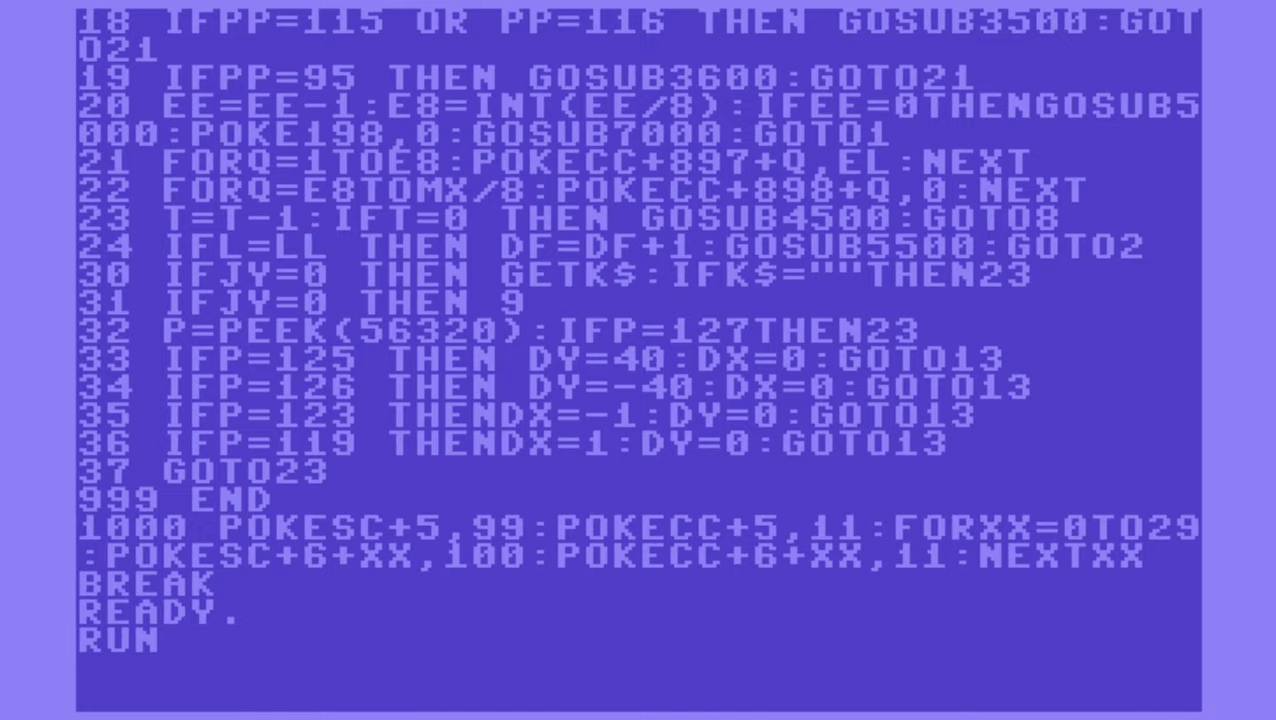 18 IFPP=115 OR PP=116 THEN GOSUB3500:GOT
O21
19 IFPP=95 THEN GOSUB3600:GOTO21
20 EE=EE-1:E8=INT(EE/8):IFEE=0THENGOSUB5
000:POKE198,0:GOSUB7000:GOTO1
21 FORQ=1TOE8:POKECC+897+Q,EL:NEXT
22 FORQ=E8TOMX/8:POKECC+898+Q,0:NEXT
23 T=T-1:IFT=0 THEN GOSUB4500:GOTO8
24 IFL=LL THEN DF=DF+1:GOSUB5500:GOTO2
30 IFJY=0 THEN GETK$:IFK$=""THEN23
31 IFJY=0 THEN 9
32 P=PEEK(56320):IFP=127THEN23
33 IFP=125 THEN DY=40:DX=0:GOTO13
34 IFP=126 THEN DY=-40:DX=0:GOTO13
35 IFP=123 THENDX=-1:DY=0:GOTO13
36 IFP=119 THENDX=1:DY=0:GOTO13
37 GOTO23
999 END
1000 POKESC+5,99:POKECC+5,11:FORXX=0TO29
:POKESC+6+XX,100:POKECC+6+XX,11:NEXTXX
BREAK
READY.
RUN